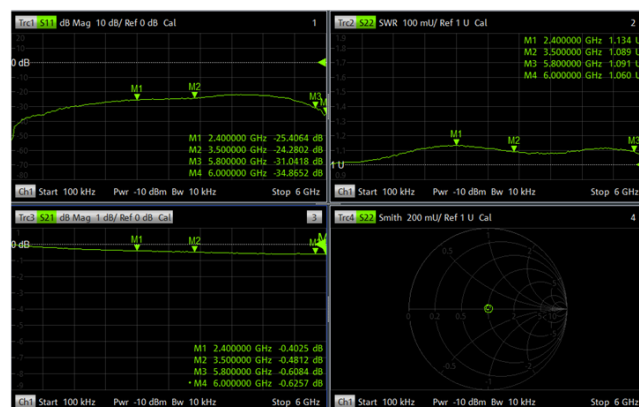 Trc1 S11 dB Mag 10 dB/ Ref 0 dB Cal 1
20
10
0 dB
-10
-20
-30
-40
-50
-60
-70
-80
M1
M2
M3
M1 2.400000 GHz -25.4064 dB
M2 3.500000 GHz -24.2802 dB
M3 5.800000 GHz -31.0418 dB
M4 6.000000 GHz -34.8652 dB
Ch1 Start 100 kHz Pwr -10 dBm Bw 10 kHz Stop 6 GHz
Trc2 S22 SWR 100 mU/ Ref 1 U Cal 2
M1 2.400000 GHz 1.134 U
M2 3.500000 GHz 1.089 U
M3 5.800000 GHz 1.091 U
M4 6.000000 GHz 1.060 U
1.8
1.7
1.6
1.5
1.4
1.3
1.2
1.1
1 U
0.9
M1
M2
M3
Ch1 Start 100 kHz Pwr -10 dBm Bw 10 kHz Stop 6 GHz
Trc3 S21 dB Mag 1 dB/ Ref 0 dB Cal 3
0 dB
-1
-2
-3
-4
-5
-6
-7
-8
-9
M1
M2
M1 2.400000 GHz -0.4025 dB
M2 3.500000 GHz -0.4812 dB
M3 5.800000 GHz -0.6084 dB
•M4 6.000000 GHz -0.6257 dB
Ch1 Start 100 kHz Pwr -10 dBm Bw 10 kHz Stop 6 GHz
Trc4 S22 Smith 200 mU/ Ref 1 U Cal 4
0.5
1
2
5
0
-0.5
-1
Ch1 Start 100 kHz Pwr -10 dBm Bw 10 kHz Stop 6 GHz